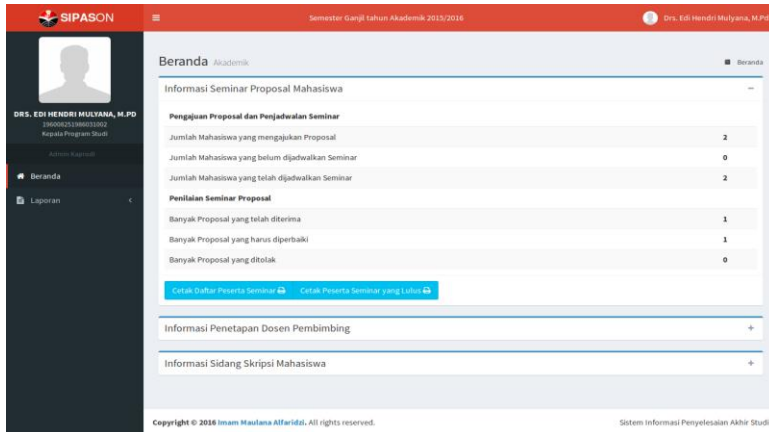 SIPASON
Semester Ganjil tahun Akademik 2015/2016
Drs. Edi Hendri Mulyana, M.Pd
DRS. EDI HENDRI MULYANA, M.PD
196008251986031002
Kepala Program Studi
Admin Kaprodi
Beranda
Laporan
Beranda Akademik
Beranda
Informasi Seminar Proposal Mahasiswa
Pengajuan Proposal dan Penjadwalan Seminar
Jumlah Mahasiswa yang mengajukan Proposal 2
Jumlah Mahasiswa yang belum dijadwalkan Seminar 0
Jumlah Mahasiswa yang telah dijadwalkan Seminar 2
Penilaian Seminar Proposal
Banyak Proposal yang telah diterima 1
Banyak Proposal yang harus diperbaiki 1
Banyak Proposal yang ditolak 0
Cetak Daftar Peserta Seminar Cetak Peserta Seminar yang Lulus
Informasi Penetapan Dosen Pembimbing
Informasi Sidang Skripsi Mahasiswa
Copyright © 2016 Imam Maulana Alfaridzi. All rights reserved.
Sistem Informasi Penyelesaian Akhir Studi